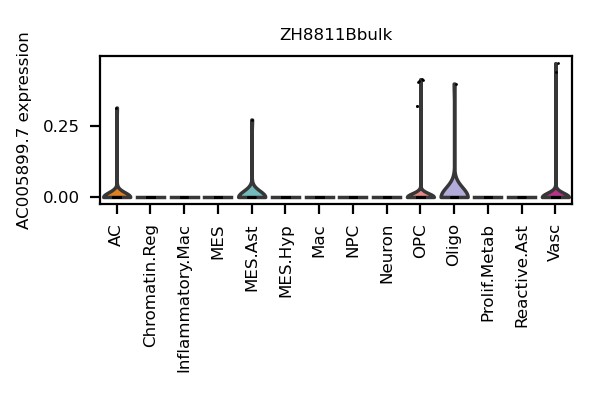 ZH8811Bbulk
AC005899.7 expression
0.25
0.00
AC
Chromatin.Reg
Inflammatory.Mac
MES
MES.Ast
MES.Hyp
Mac
NPC
Neuron
OPC
Oligo
Prolif.Metab
Reactive.Ast
Vasc